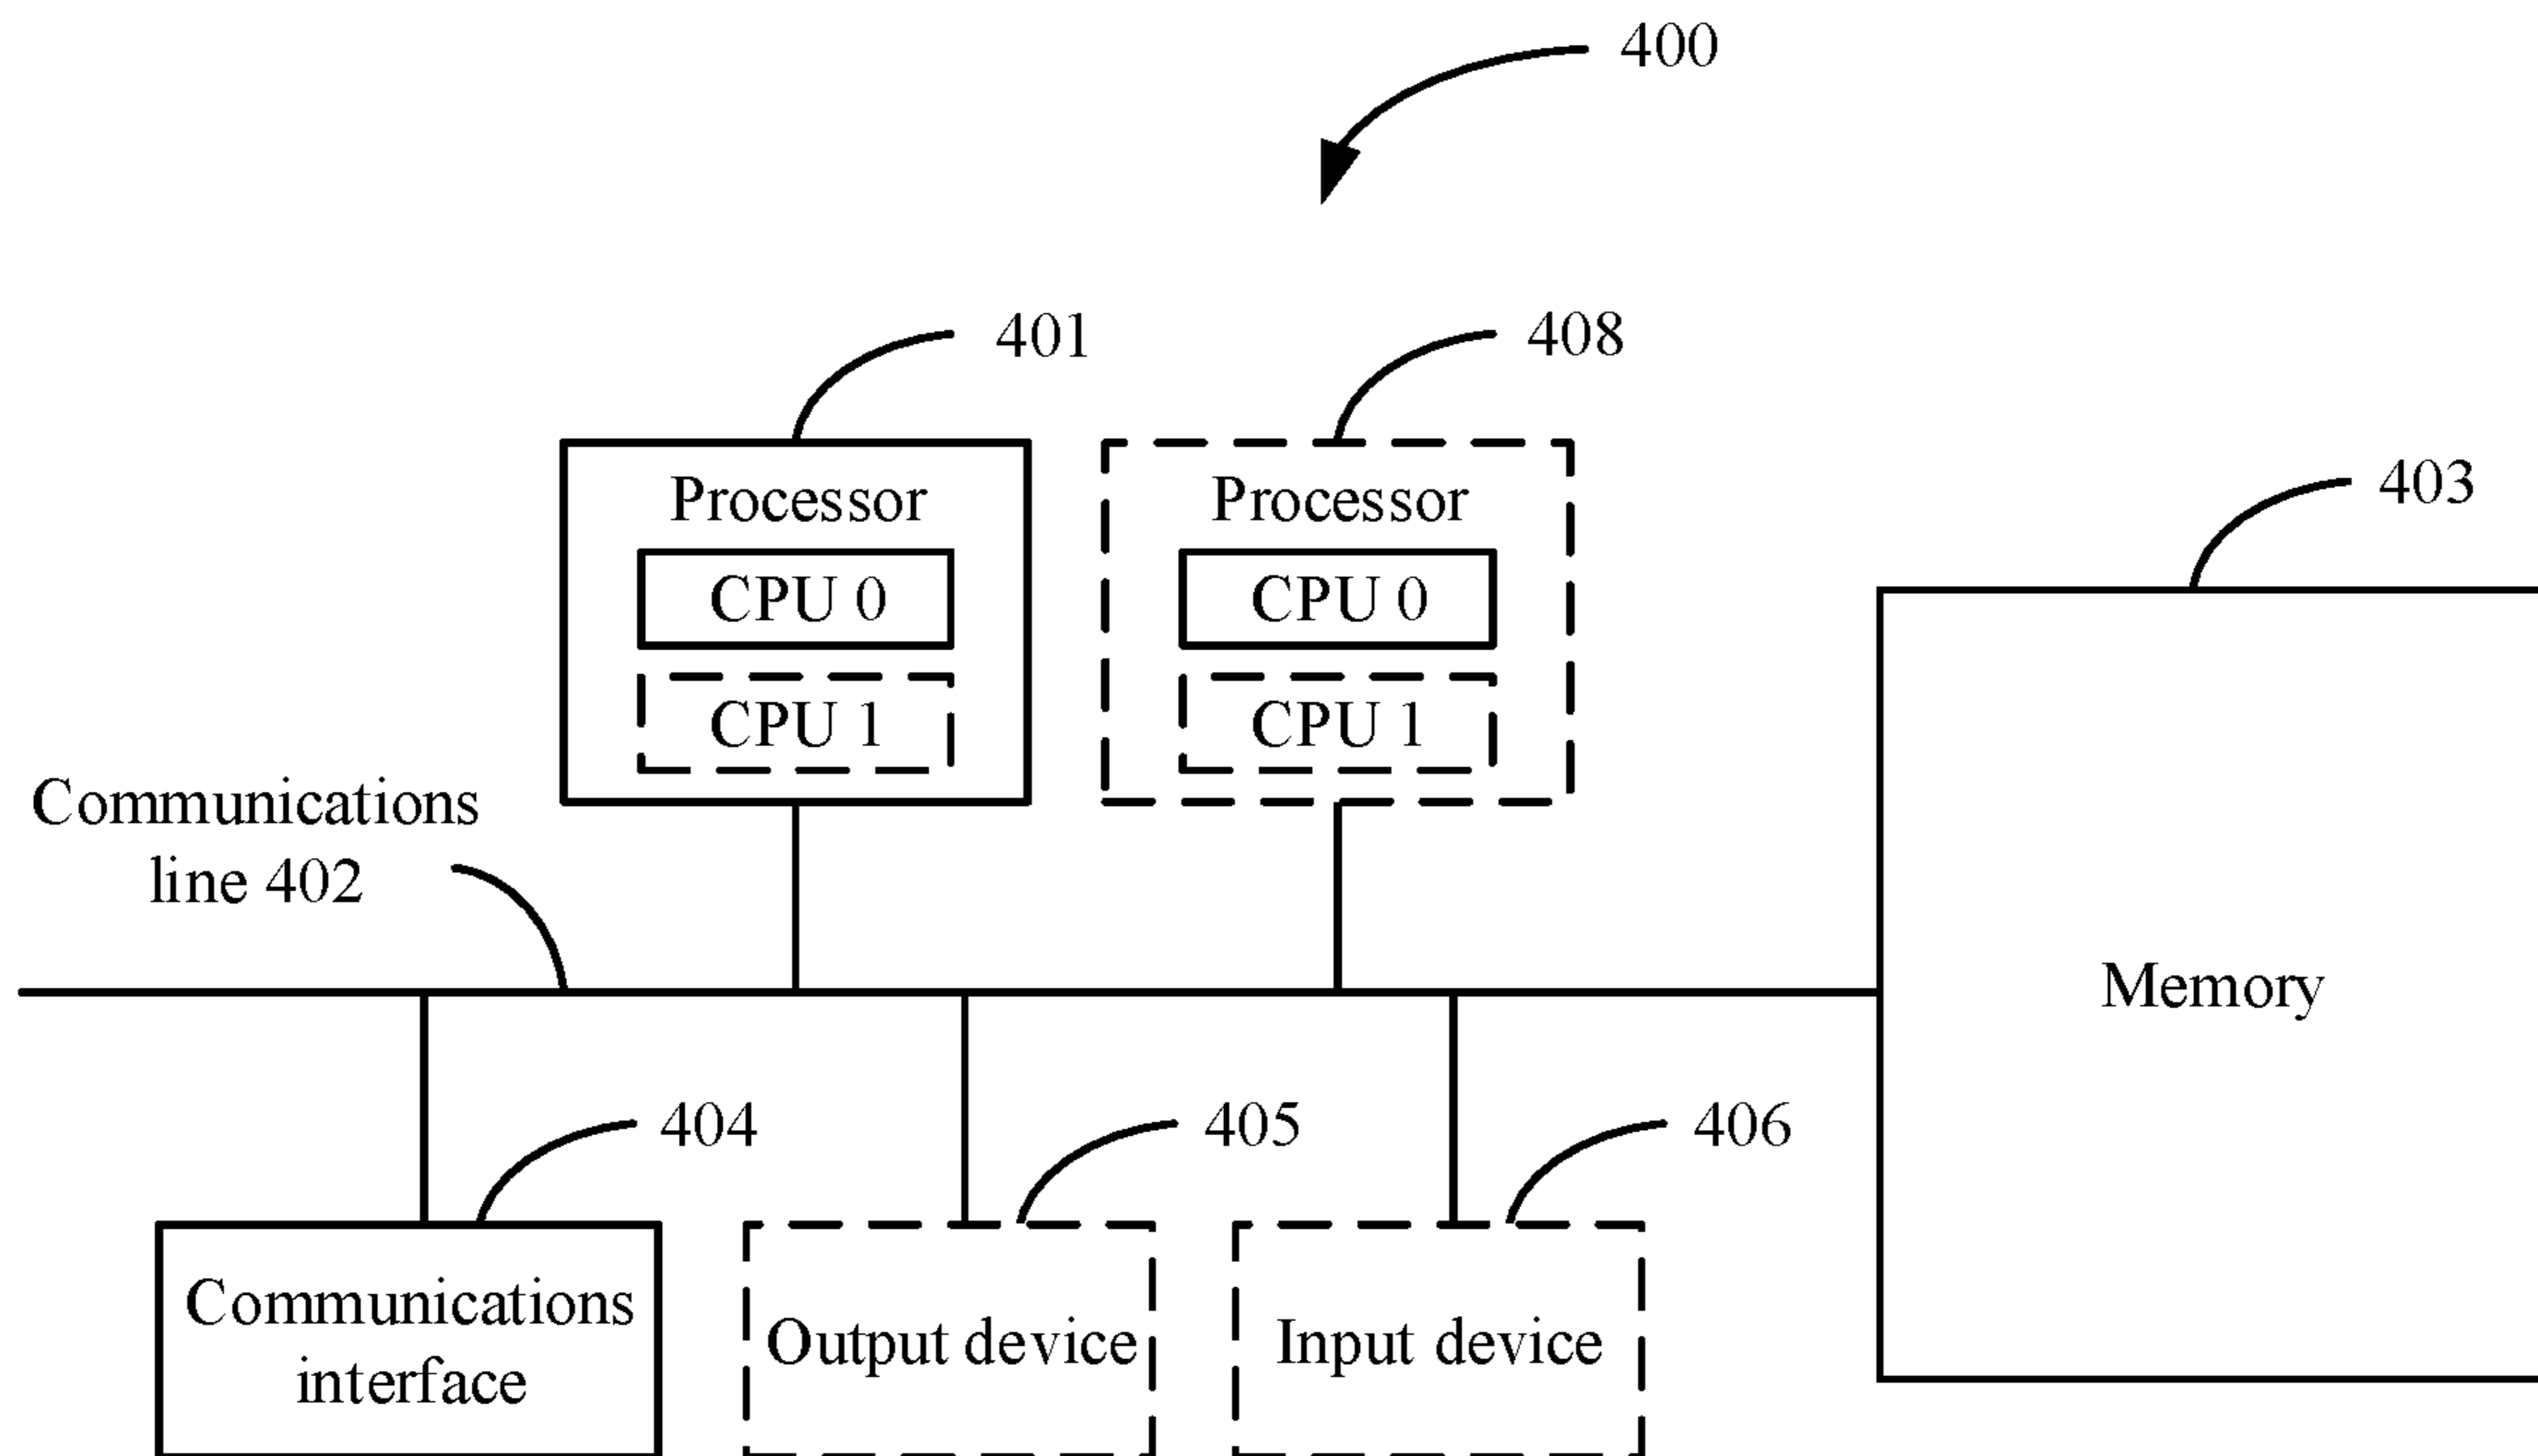 400
401
408
403
Processor
Processor
CPU 0
CPU 0
CPU 1
CPU 1
Communications
line 402
Memory
404
405
406
Communications
interface
Output device
Input device